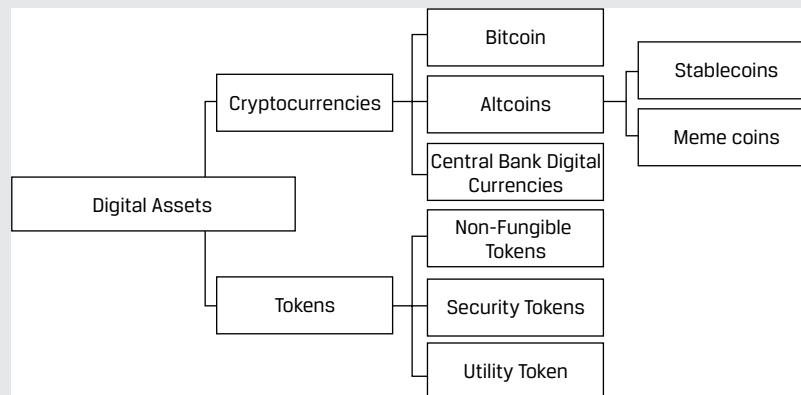 Bitcoin
Stablecoins
Cryptocurrencies
Altcoins
Meme coins
Central Bank Digital
Currencies
Digital Assets
Non-Fungible
Tokens
Tokens
Security Tokens
Utility Token